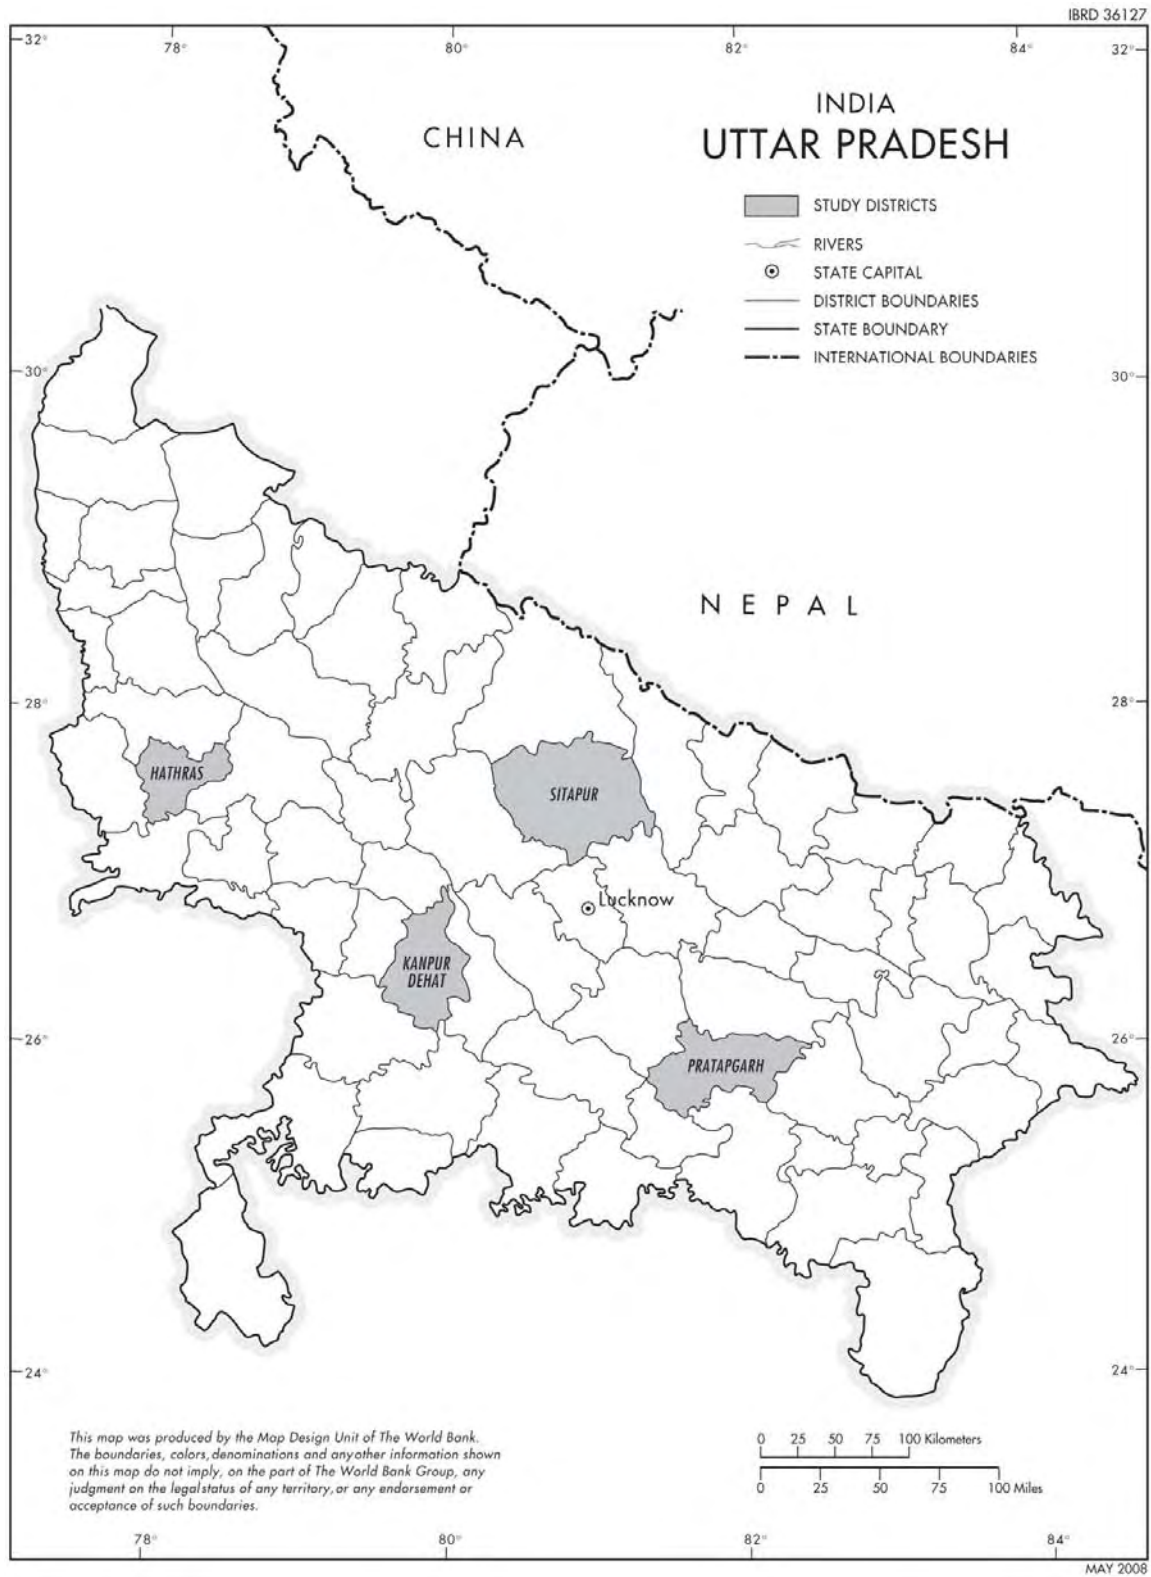 IBRD 36127
32°
78°
80°
82°
84°
32°
INDIA
UTTAR PRADESH
CHINA
STUDY DISTRICTS
RIVERS
STATE CAPITAL
DISTRICT BOUNDARIES
STATE BOUNDARY
INTERNATIONAL BOUNDARIES
30°
30°
NEPAL
28°
28°
HATHRAS
SITAPUR
Lucknow
KANPUR
DEHAT
26°
26°
PRATAPGARH
24°
24°
This map was produced by the Map Design Unit of The World Bank.
The boundaries, colors, denominations and anyother information shown
on this map do not imply, on the part of The World Bank Group, any
judgment on the legalstatus of any territory, or any endorsement or
acceptance of such boundaries.
0 25 50 75 100 Kilometers
0 25 50 75 100 Miles
78°
80°
82°
84°
MAY 2008